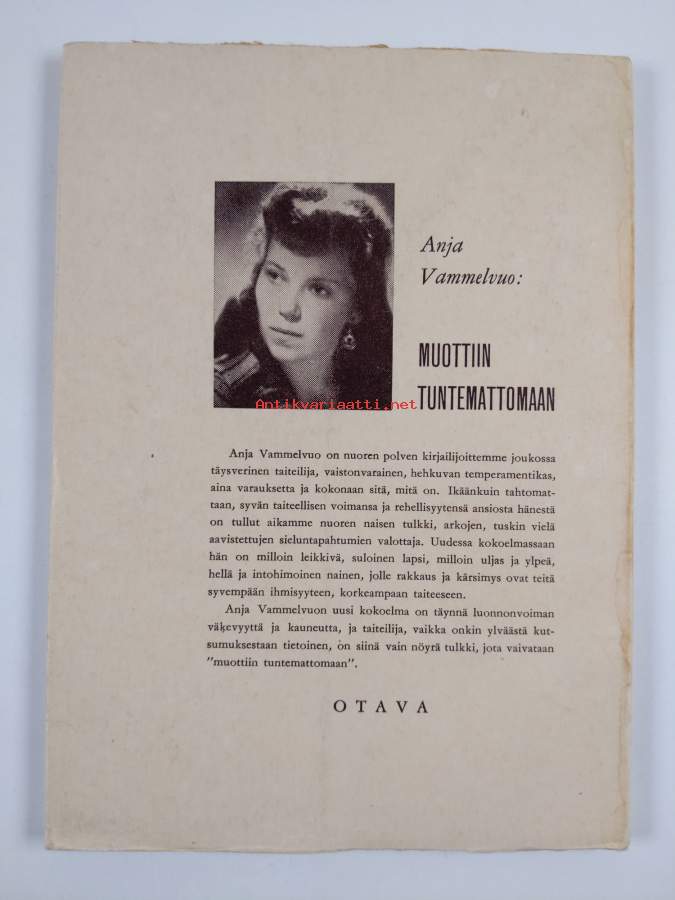 Anja
Vammelvuo:
MUOTTIIN
TUNTEMATTOMAAN
Antikvariaatti.net
Anja Vammelvuo on nuoren polven kirjailijoittemme joukossa
täysverinen taiteilija, vaistonvarainen, hehkuvan temperamentikas,
aina varauksetta ja kokonaan sitä, mitä on. Ikäänkuin tahtomat-
taan, syvän taiteellisen voimansa ja rehellisyytensä ansiosta hänestä
on tullut aikamme nuoren naisen tulkki, arkojen, tuskin vielä
aavistettujen sieluntapahtumien valottaja. Uudessa kokoelmassaan
hän on milloin leikkivä, suloinen lapsi, milloin uljas ja ylpeä,
hellä ja intohimoinen nainen, jolle rakkaus ja kärsimys ovat teitä
syvempään ihmisyyteen, korkeampaan taiteeseen.
Anja Vammelvuon uusi kokoelma on täynnä luonnonvoiman
väkevyyttä ja kauneutta, ja taiteilija, vaikka onkin ylväästä kut-
sumuksestaan tietoinen, on siinä vain nöyrä tulkki, jota vaivataan
"muottiin tuntemattomaan".
OTAVA